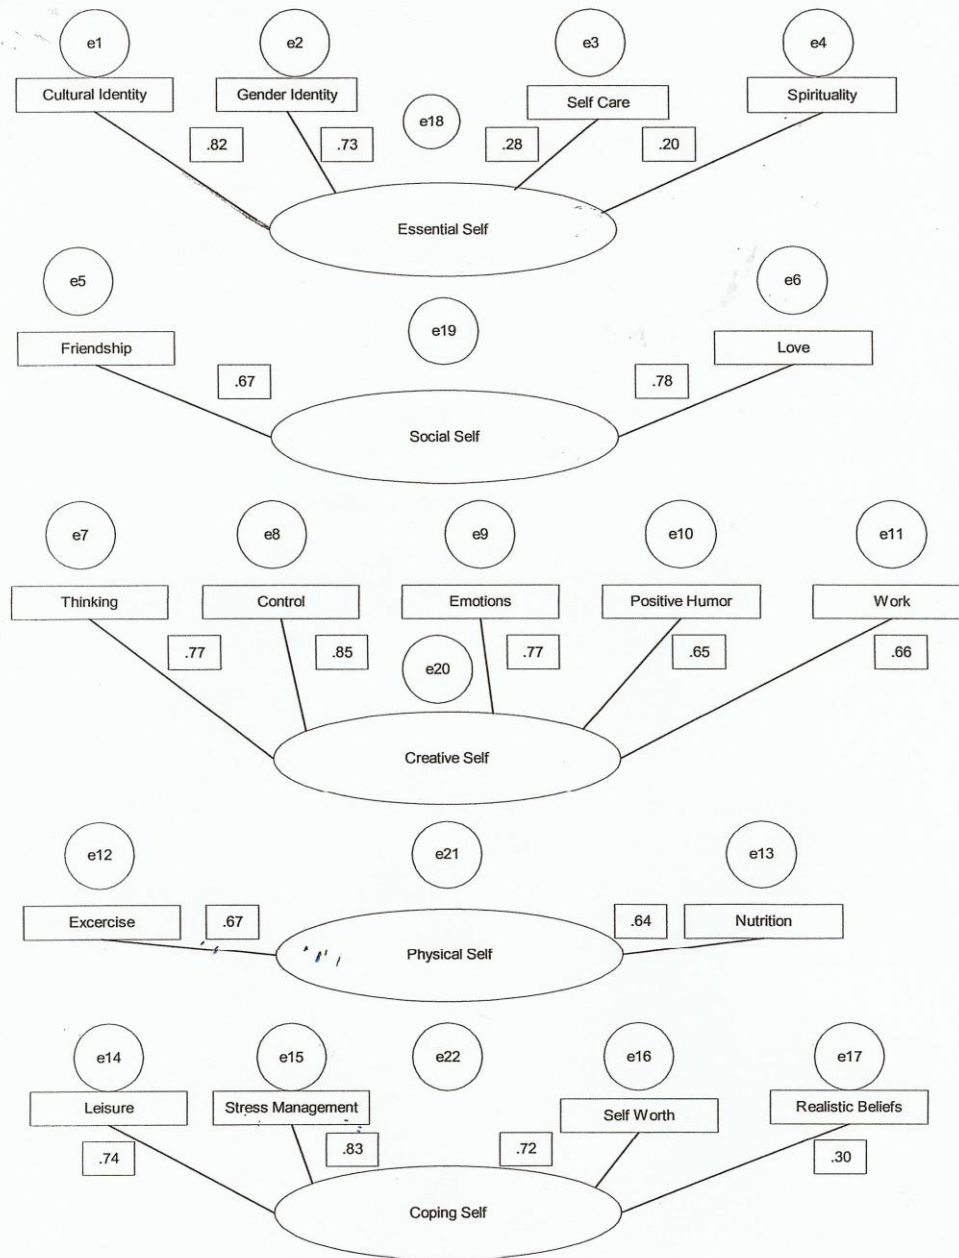 e1
e2
e3
e4
Cultural Identity
Gender Identity
Self Care
Spirituality
e18
.82
.73
.28
.20
Essential Self
e5
e19
e6
Friendship
Love
.67
.78
Social Self
e7
e8
e9
e10
e11
Thinking
Control
Emotions
Positive Humor
Work
.77
.85
e20
.77
.65
.66
Creative Self
e12
e21
e13
Excercise
.67
.64
Nutrition
Physical Self
e14
e15
e22
e16
e17
Leisure
Stress Management
Self Worth
Realistic Beliefs
.74
.83
.72
.30
Coping Self